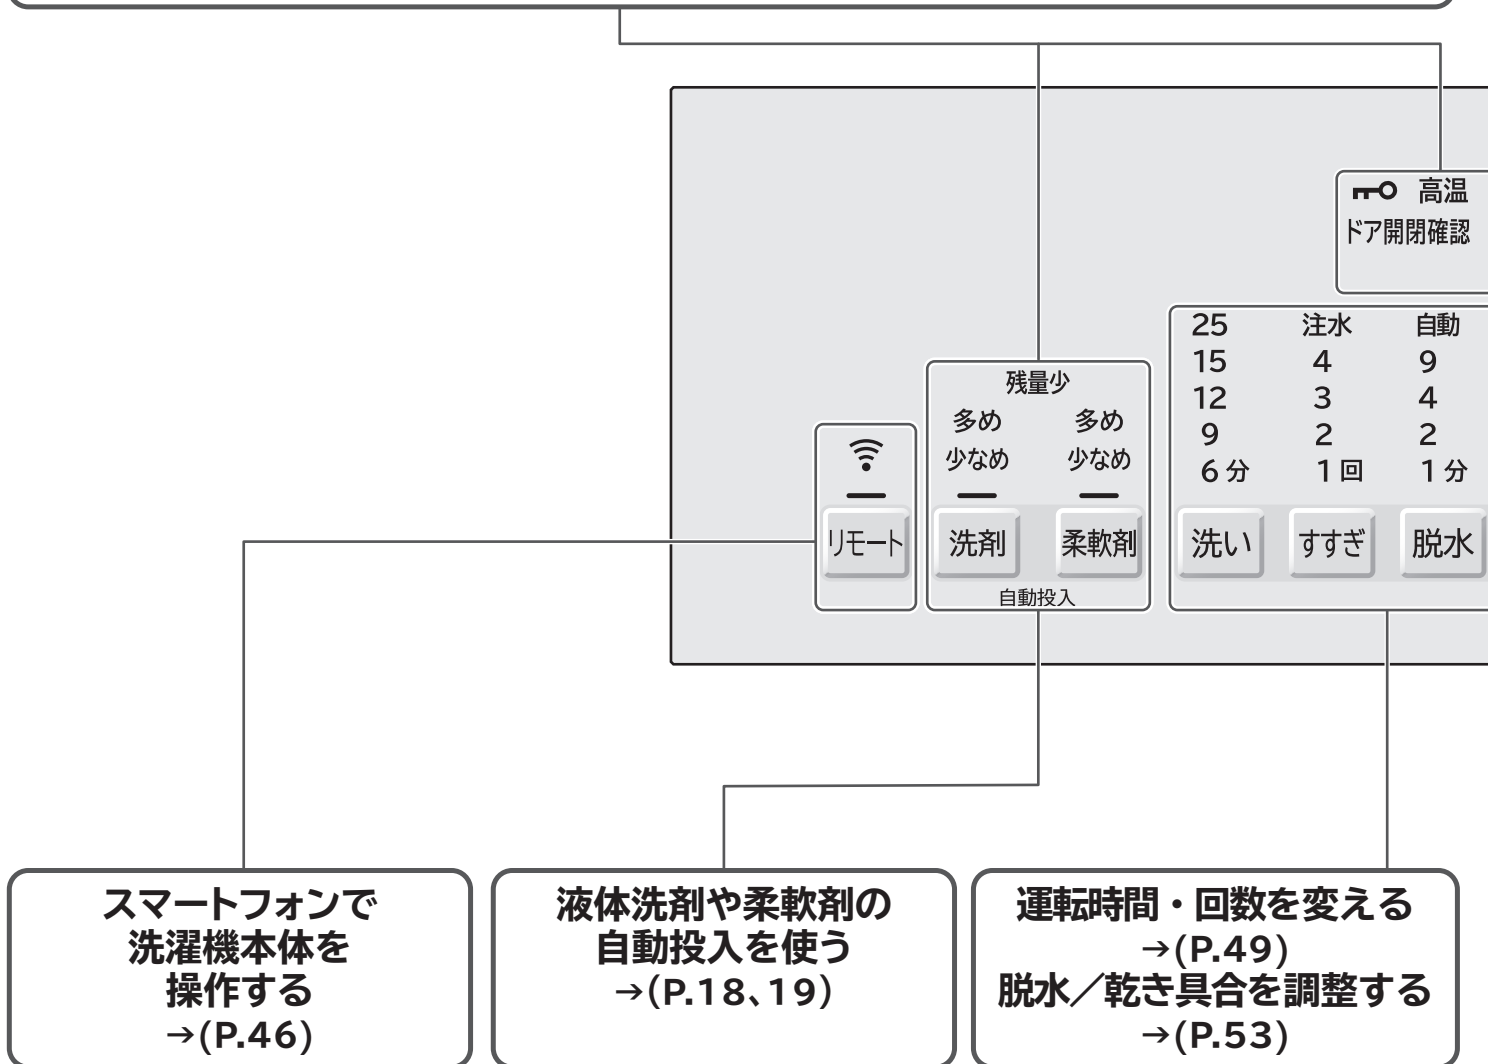 高温
ドア開閉確認
25 注水 自動
15 4 9
12 3 4
9 2 2
6分 1回 1分
残量少
多め 多め
少なめ 少なめ
リモート 洗剤 柔軟剤 洗い すすぎ 脱水
自動投入
スマートフォンで
洗濯機本体を
操作する
→(P.46)
液体洗剤や柔軟剤の
自動投入を使う
→(P.18、19)
運転時間・回数を変える
→(P.49)
脱水／乾き具合を調整する
→(P.53)